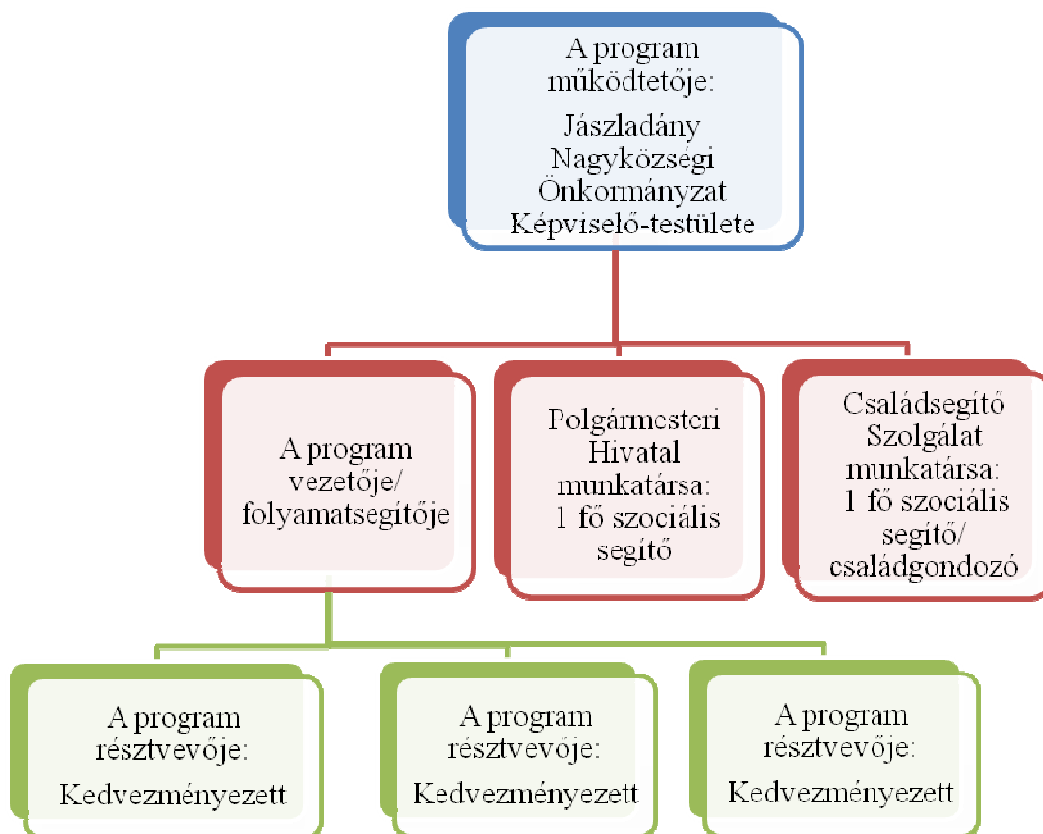 A program
működtetője:
Jászladány
Nagyközségi
Önkormányzat
Képviselő-testülete
A program
vezetője/
folyamatsegítője
Polgármesteri
Hivatal
munkatársa:
1 fő szociális
segítő
Családsegítő
Szolgálat
munkatársa:
1 fő szociális
segítő/
családgondozó
A program
résztvevője:
Kedvezményezett
A program
résztvevője:
Kedvezményezett
A program
résztvevője:
Kedvezményezett